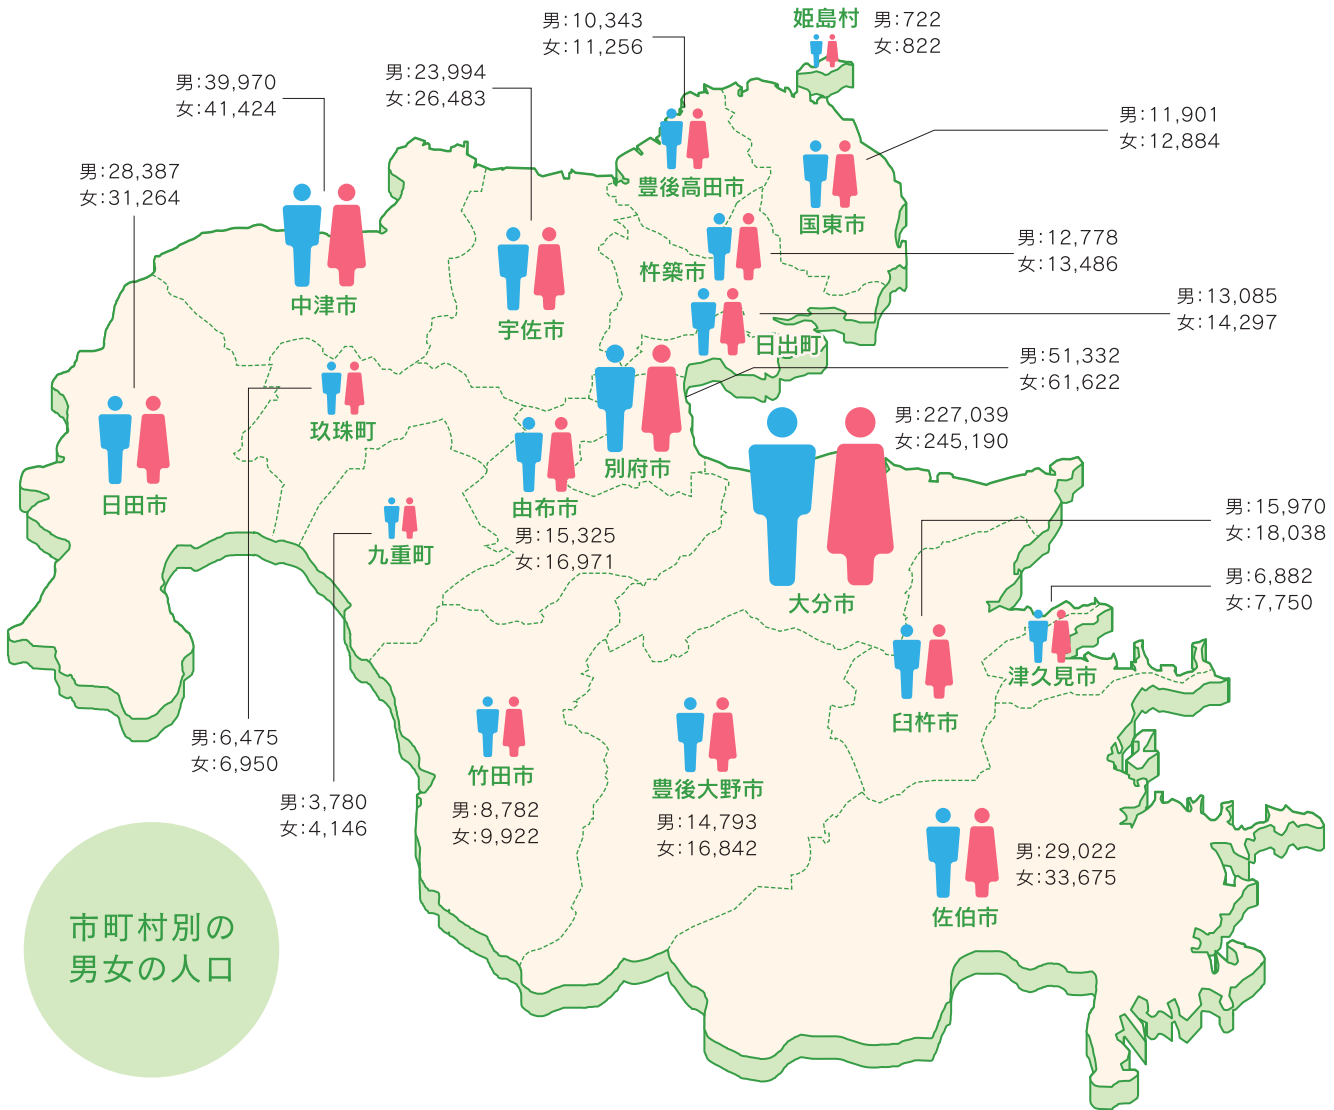 男:10,343
女:11,256
姫島村
男:722
女:822
男:39,970
女:41,424
男:23,994
女:26,483
男:11,901
女:12,884
男:28,387
女:31,264
豊後高田市
国東市
男:12,778
女:13,486
杵築市
中津市
宇佐市
男:13,085
女:14,297
日出町
男:51,332
女:61,622
玖珠町
男:227,039
女:245,190
別府市
日田市
由布市
男:15,325
女:16,971
九重町
男:15,970
女:18,038
大分市
男:6,882
女:7,750
津久見市
臼杵市
男:6,475
女:6,950
竹田市
男:8,782
女:9,922
豊後大野市
男:14,793
女:16,842
男:3,780
女:4,146
男:29,022
女:33,675
佐伯市
市町村別の
男女の人口